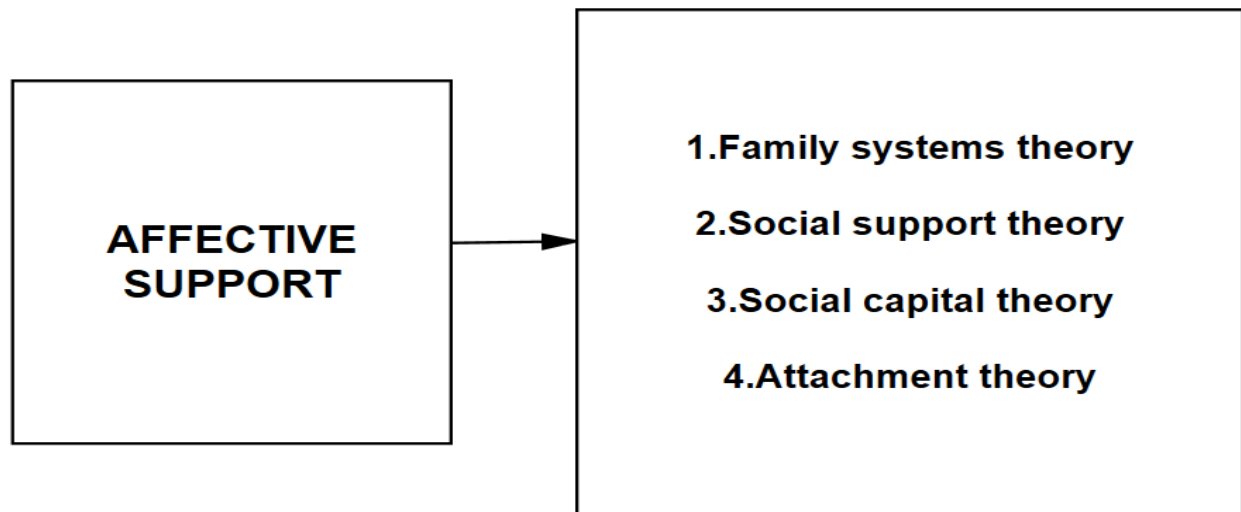 AFFECTIVE
SUPPORT
1.Family systems theory
2.Social support theory
3.Social capital theory
4.Attachment theory